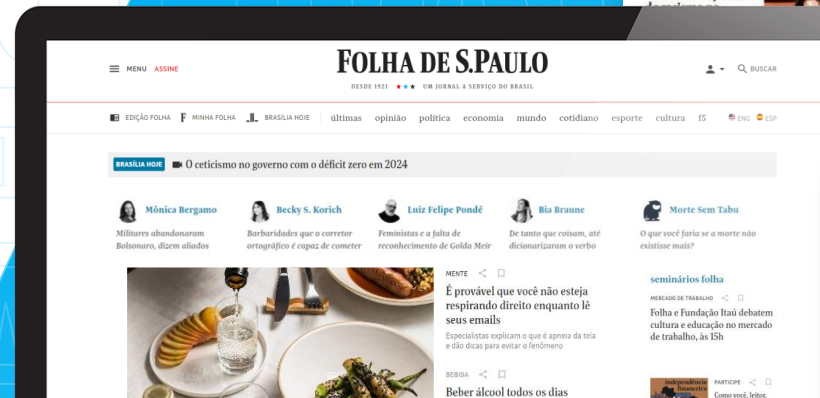 MENU ASSINE
FOLHA DE S.PAULO
BUSCAR
DESDE 1921 ★★★ UM JORNAL A SERVIÇO DO BRASIL
EDIÇÃO FOLHA F MINHA FOLHA BRASÍLIA HOJE últimas opinião política economia mundo cotidiano esporte cultura f5 ENG ESP
BRASÍLIA HOJE O ceticismo no governo com o déficit zero em 2024
Mônica Bergamo
Militares abandonaram
Bolsonaro, dizem aliados
Becky S. Korich
Barbaridades que o corretor
ortográfico é capaz de cometer
Luiz Felipe Pondé
Feministas e a falta de
reconhecimento de Golda Meir
Bia Braune
De tanto que coisam, até
dicionarizaram o verbo
Morte Sem Tabu
O que você faria se a morte não
existisse mais?
MENTE
É provável que você não esteja
respirando direito enquanto lê
seus emails
Especialistas explicam o que é apneia da tela
e dão dicas para evitar o fenômeno
BEBIDA
Beber álcool todos os dias
seminários folha
MERCADO DE TRABALHO
Folha e Fundação Itaú debatem
cultura e educação no mercado
de trabalho, às 15h
independência
financeira
PARTICIPE
Como você, leitor,